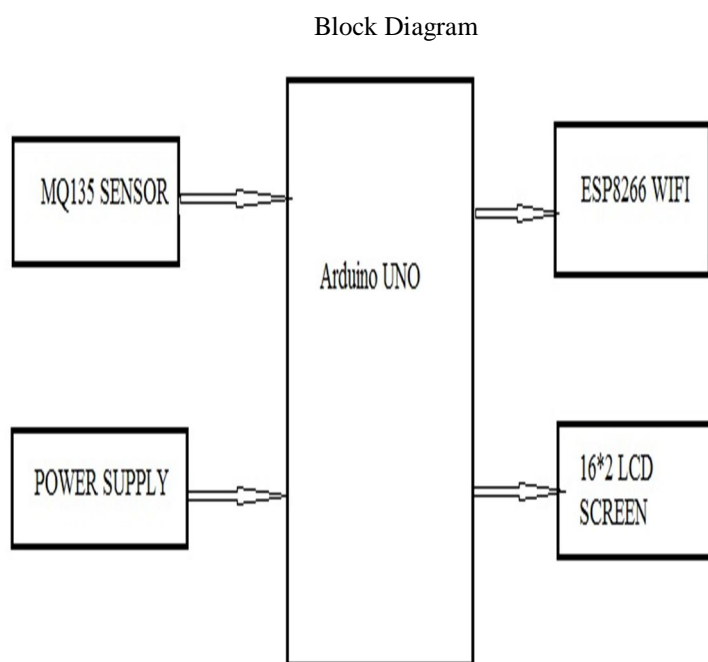 Block Diagram
MQ135 SENSOR
ESP8266 WIFI
Arduino UNO
POWER SUPPLY
16*2 LCD
SCREEN